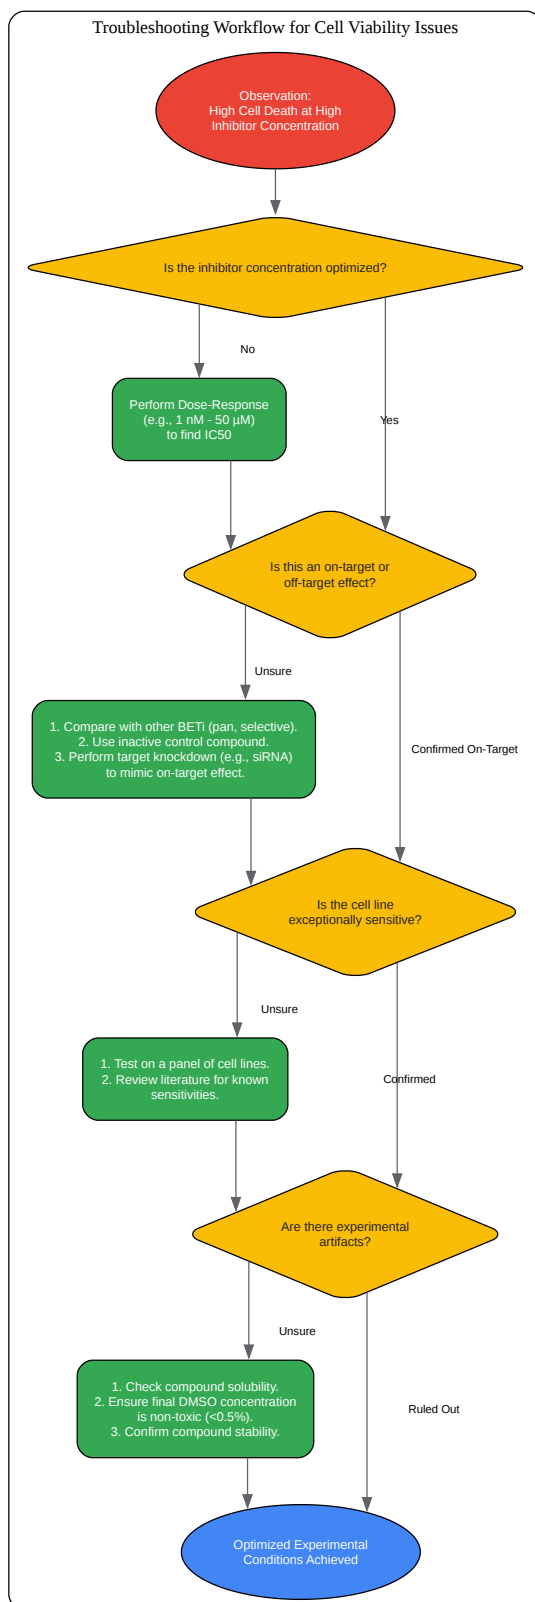 Troubleshooting Workflow for Cell Viability Issues
Observation:
High Cell Death at High
Inhibitor Concentration
Is the inhibitor concentration optimized?
No
Perform Dose-Response
(e.g., 1 nM - 50 µM)
to find IC50
Yes
Is this an on-target or
off-target effect?
Unsure
1. Compare with other BETi (pan, selective).
2. Use inactive control compound.
3. Perform target knockdown (e.g., siRNA)
to mimic on-target effect.
Confirmed On-Target
Is the cell line
exceptionally sensitive?
Unsure
1. Test on a panel of cell lines.
2. Review literature for known
sensitivities.
Confirmed
Are there experimental
artifacts?
Unsure
1. Check compound solubility.
2. Ensure final DMSO concentration
is non-toxic (<0.5%).
3. Confirm compound stability.
Ruled Out
Optimized Experimental
Conditions Achieved